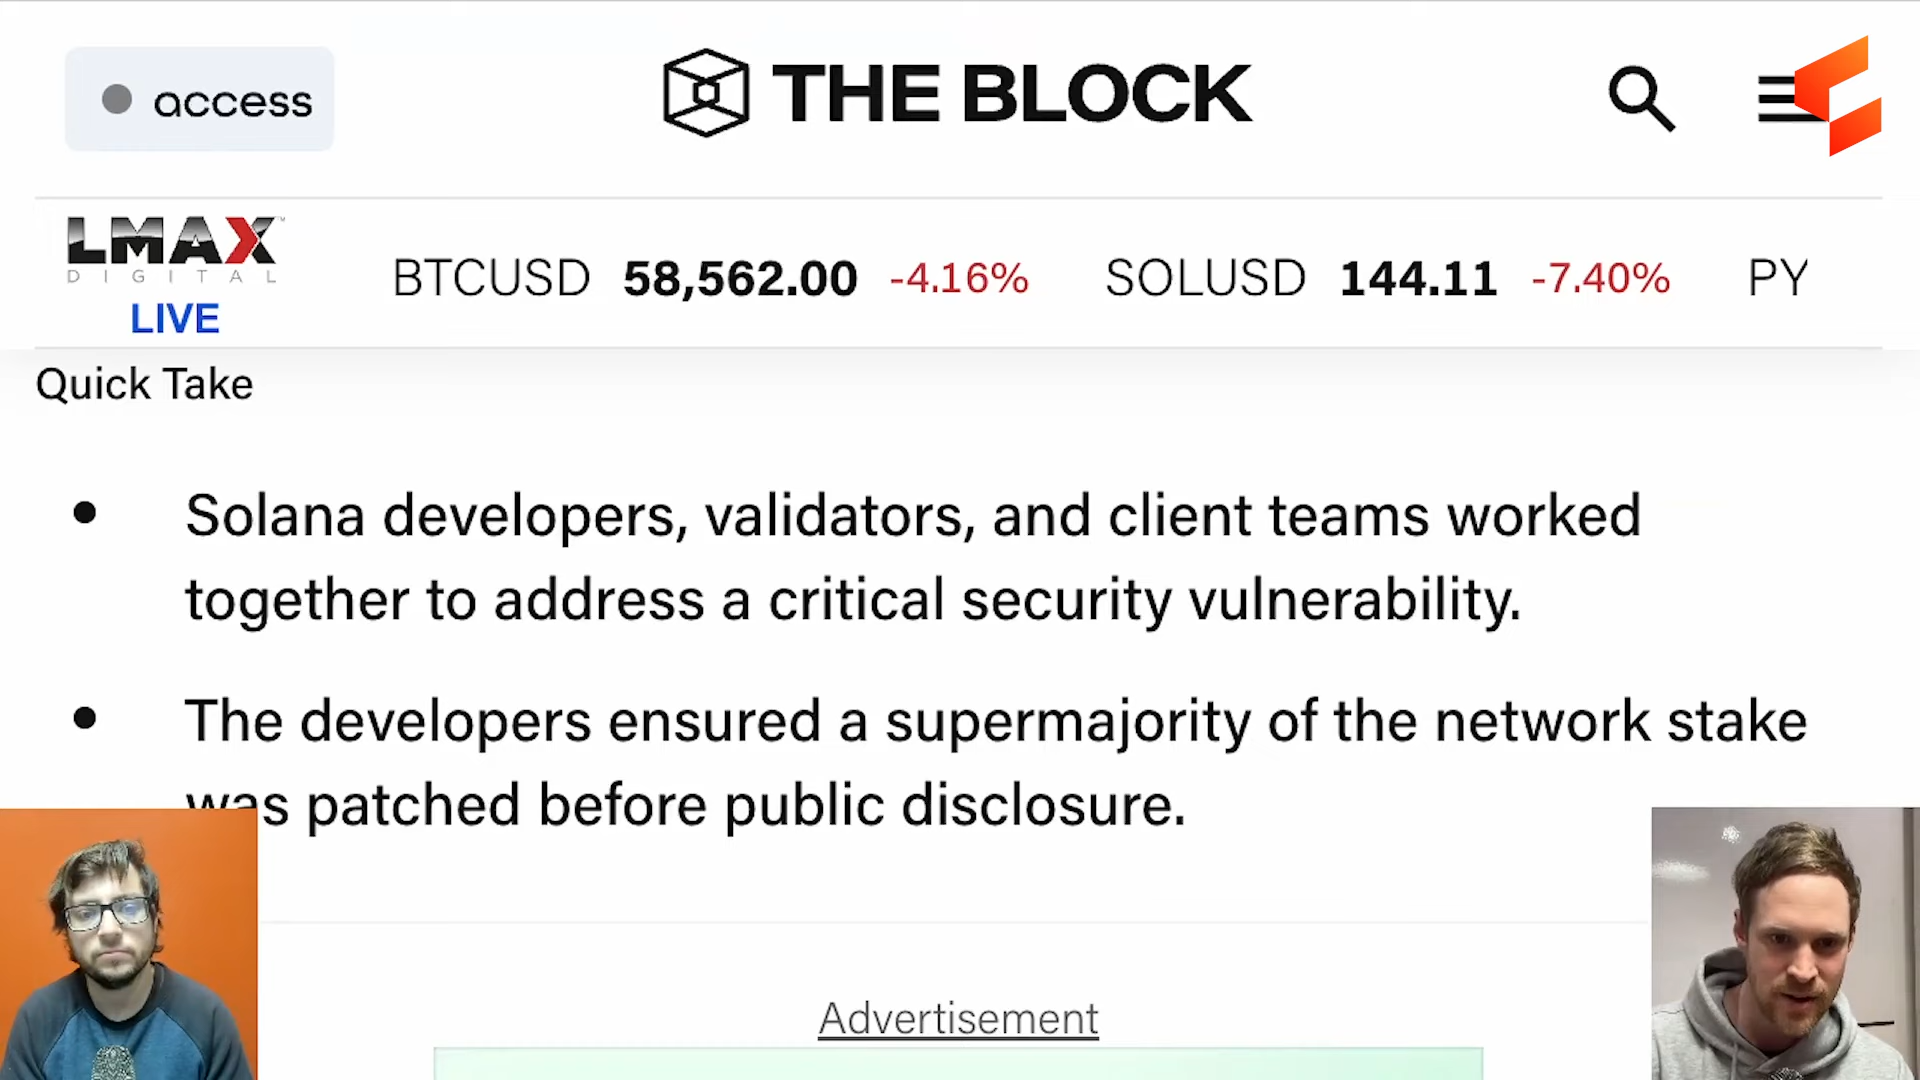 access
THE BLOCK
LMAX
DIGITAL
LIVE
BTCUSD 58,562.00 -4.16% SOLUSD 144.11 -7.40% PY
Quick Take
• Solana developers, validators, and client teams worked
together to address a critical security vulnerability.
• The developers ensured a supermajority of the network stake
was patched before public disclosure.
Advertisement